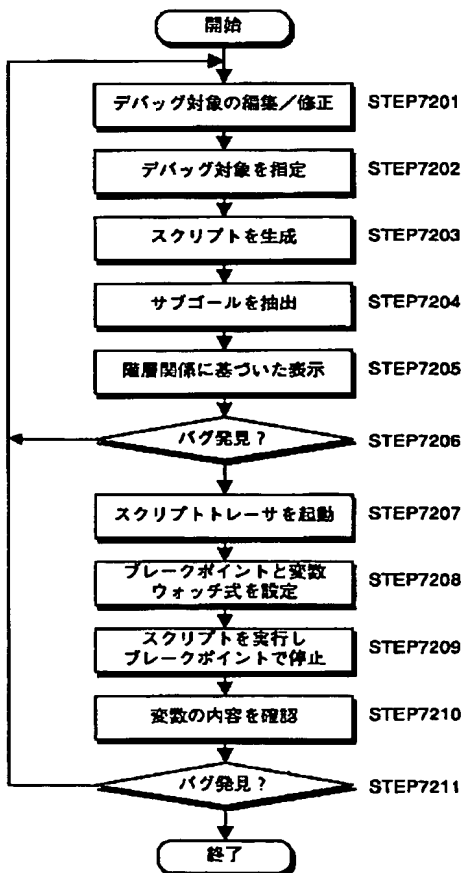 開始
デバッグ対象の編集／修正 STEP7201
デバッグ対象を指定 STEP7202
スクリプトを生成 STEP7203
サブゴールを抽出 STEP7204
階層関係に基づいた表示 STEP7205
バグ発見？ STEP7206
スクリプトトレーサを起動 STEP7207
ブレークポイントと変数
ウォッチ式を設定 STEP7208
スクリプトを実行し
ブレークポイントで停止 STEP7209
変数の内容を確認 STEP7210
バグ発見？ STEP7211
終了